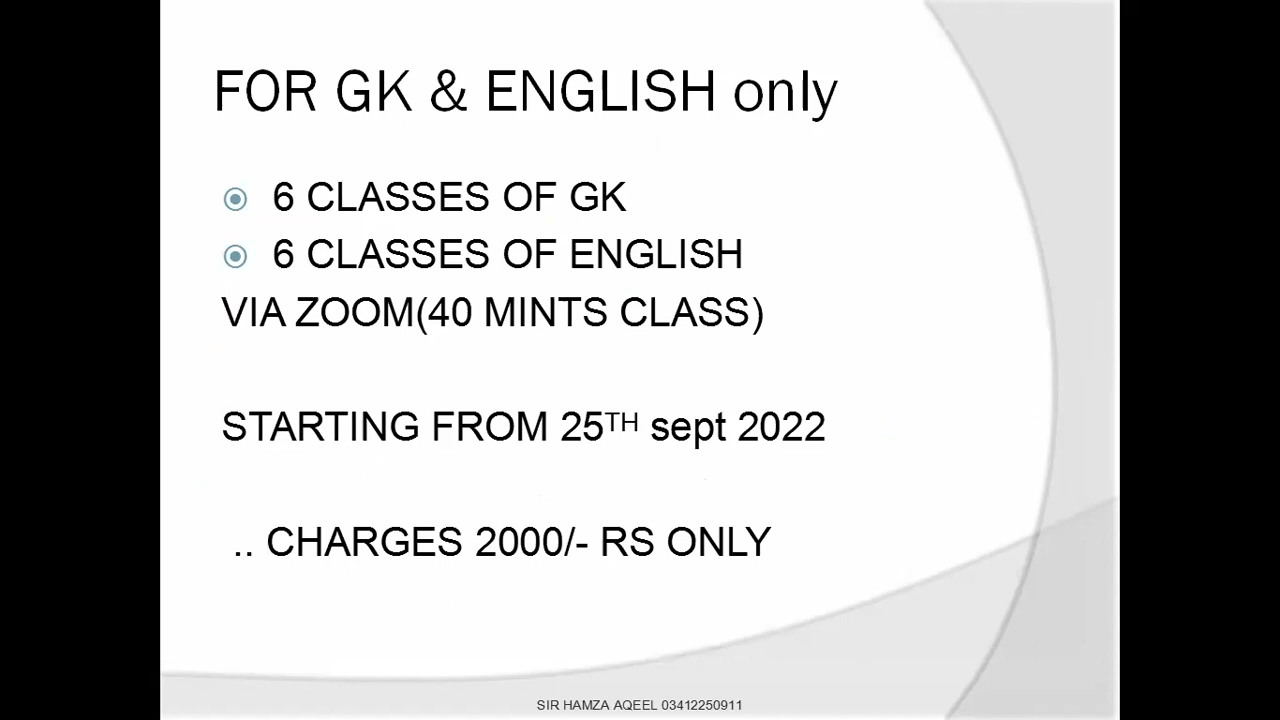 FOR GK & ENGLISH only
6 CLASSES OF GK
6 CLASSES OF ENGLISH
VIA ZOOM(40 MINTS CLASS)
STARTING FROM 25TH sept 2022
.. CHARGES 2000/- RS ONLY
SIR HAMZA AQEEL 03412250911